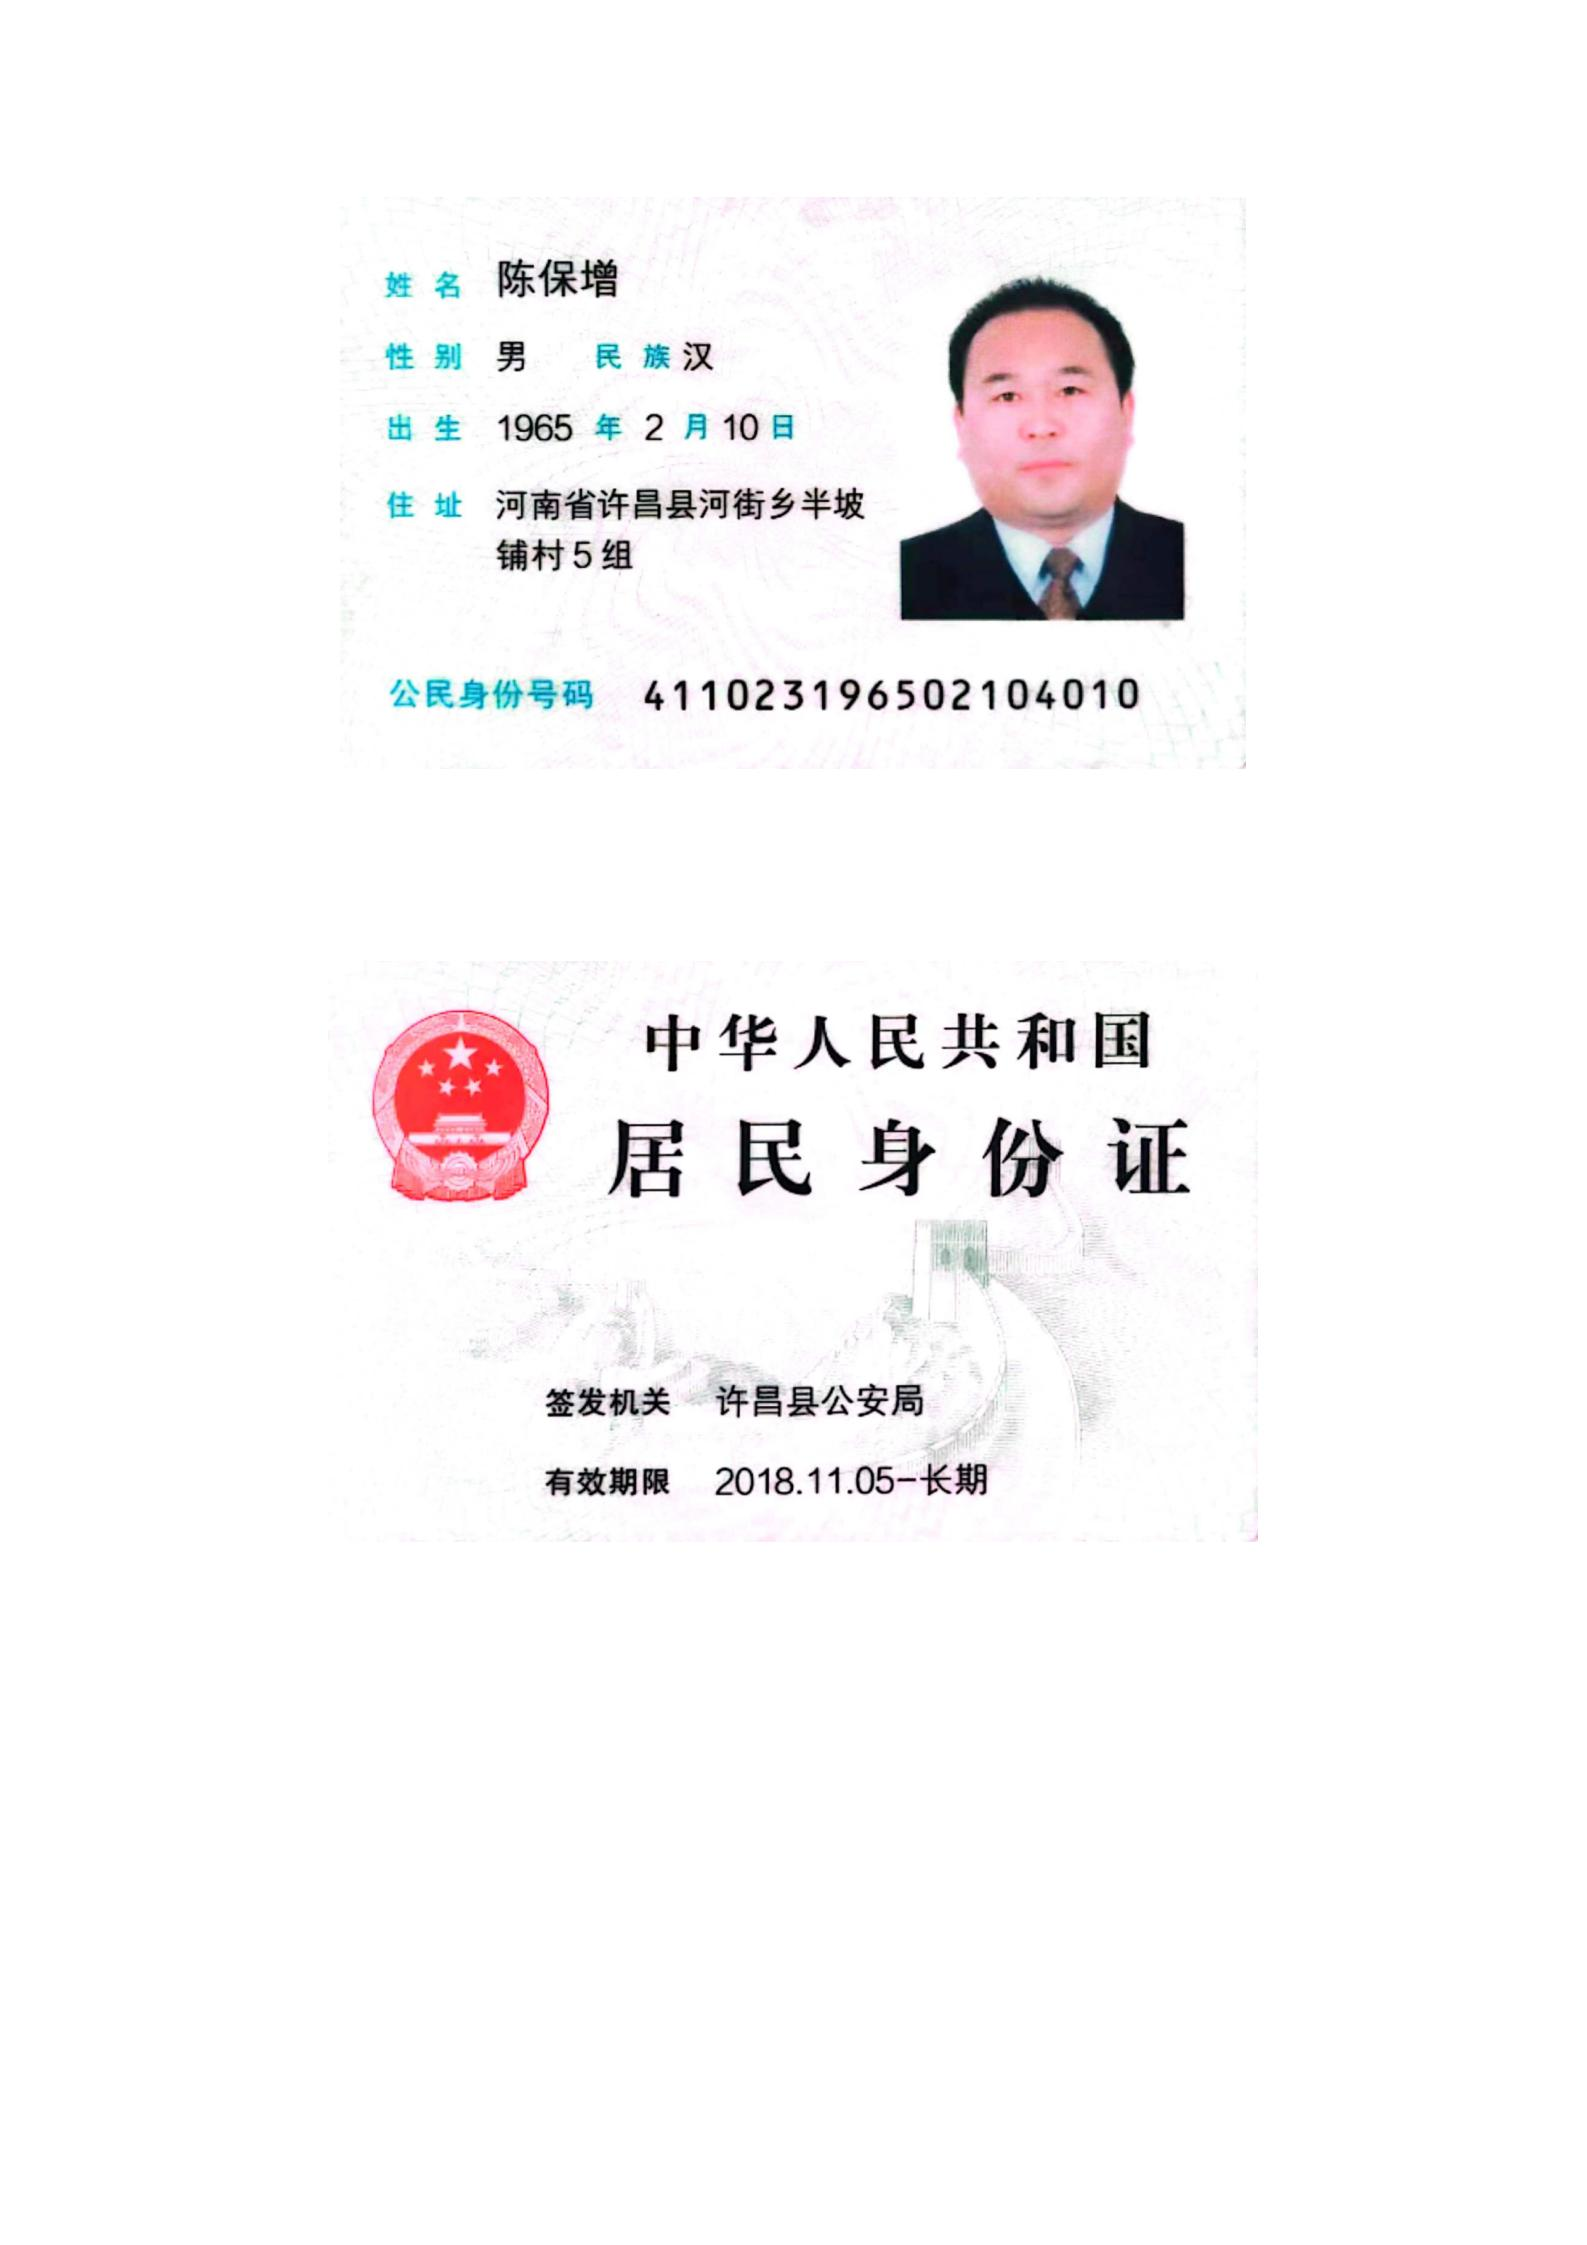 姓名 陈保增
性别 男 民族 汉
出生 1965 年 2 月 10 日
住址 河南省许昌县河街乡半坡
铺村5组
公民身份号码 411023196502104010
中华人民共和国
居民身份证
签发机关 许昌县公安局
有效期限 2018.11.05-长期